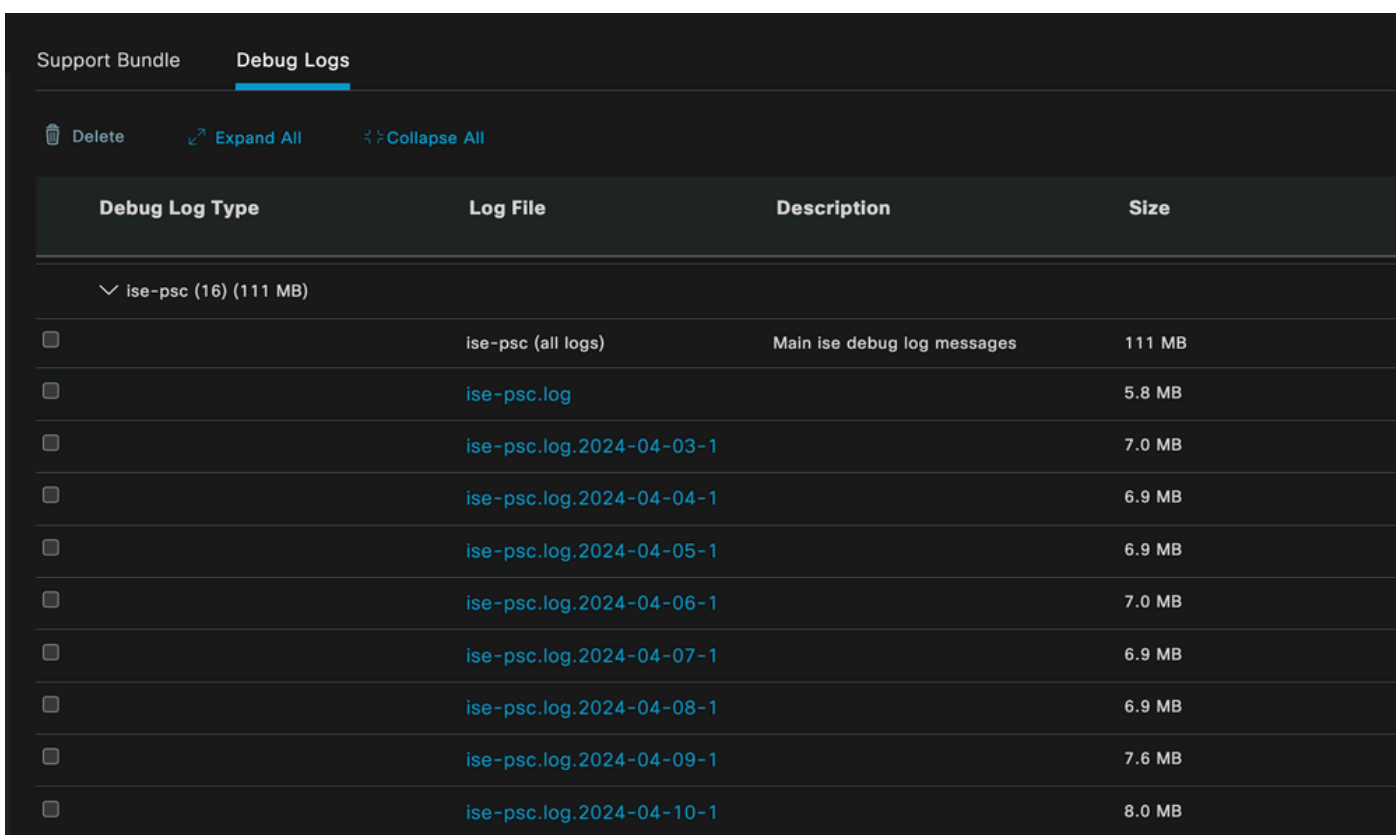 Support Bundle Debug Logs
Delete Expand All Collapse All
Debug Log Type Log File Description Size
ise-psc (16) (111 MB)
ise-psc (all logs) Main ise debug log messages 111 MB
ise-psc.log 5.8 MB
ise-psc.log.2024-04-03-1 7.0 MB
ise-psc.log.2024-04-04-1 6.9 MB
ise-psc.log.2024-04-05-1 6.9 MB
ise-psc.log.2024-04-06-1 7.0 MB
ise-psc.log.2024-04-07-1 6.9 MB
ise-psc.log.2024-04-08-1 6.9 MB
ise-psc.log.2024-04-09-1 7.6 MB
ise-psc.log.2024-04-10-1 8.0 MB